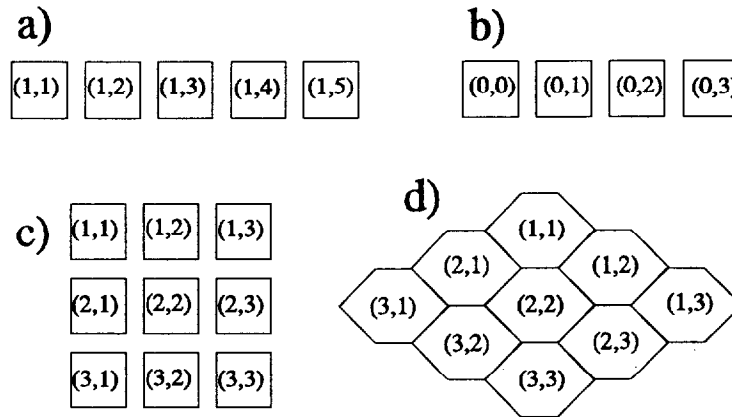 a)
(1,1) (1,2) (1,3) (1,4) (1,5)
b)
(0,0) (0,1) (0,2) (0,3)
c)
(1,1) (1,2) (1,3)
(2,1) (2,2) (2,3)
(3,1) (3,2) (3,3)
d)
(1,1)
(2,1) (1,2)
(3,1) (2,2) (1,3)
(3,2) (2,3)
(3,3)